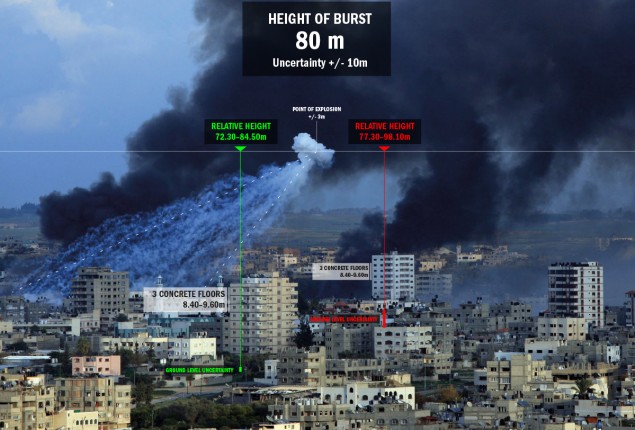 HEIGHT OF BURST
80 m
Uncertainty +/- 10m
POINT OF EXPLOSION
+/- 3m
RELATIVE HEIGHT
72.30–84.50m
RELATIVE HEIGHT
77.30–98.10m
3 CONCRETE FLOORS
8.40–9.60m
3 CONCRETE FLOORS
8.40–9.60m
GROUND LEVEL UNCERTAINTY
GROUND LEVEL UNCERTAINTY